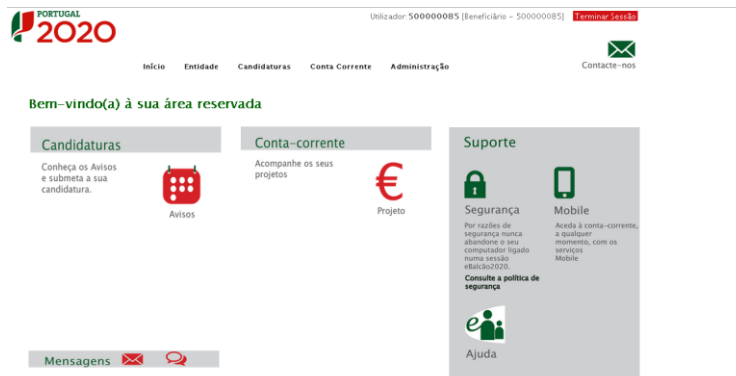 PORTUGAL
2020
Utilizador: 500000085 [Beneficiário - 500000085] Terminar Sessão
Contacte-nos
Início Entidade Candidaturas Conta Corrente Administração
Bem-vindo(a) à sua área reservada
Candidaturas
Conheça os Avisos
e submeta a sua
candidatura.
Avisos
Conta-corrente
Acompanhe os seus
projetos
€
Projeto
Suporte
Segurança
Por razões de
segurança nunca
abandone o seu
computador ligado
numa sessão
eBalcão2020.
Consulte a política de
segurança
Mobile
Aceda à conta-corrente,
a qualquer
momento, com os
serviços
Mobile
e
Ajuda
Mensagens